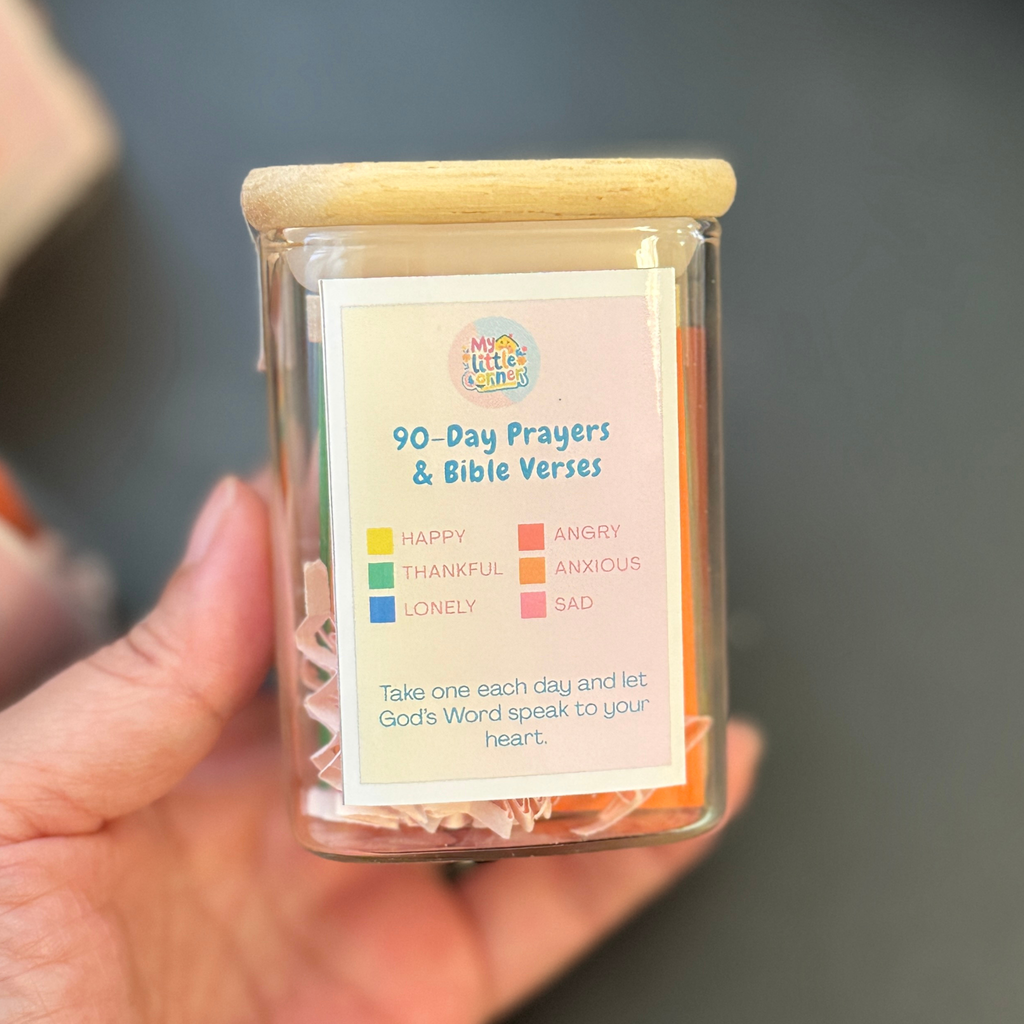 My
little
Corner
90-Day Prayers
& Bible Verses
HAPPY
THANKFUL
LONELY
ANGRY
ANXIOUS
SAD
Take one each day and let
God's Word speak to your
heart.